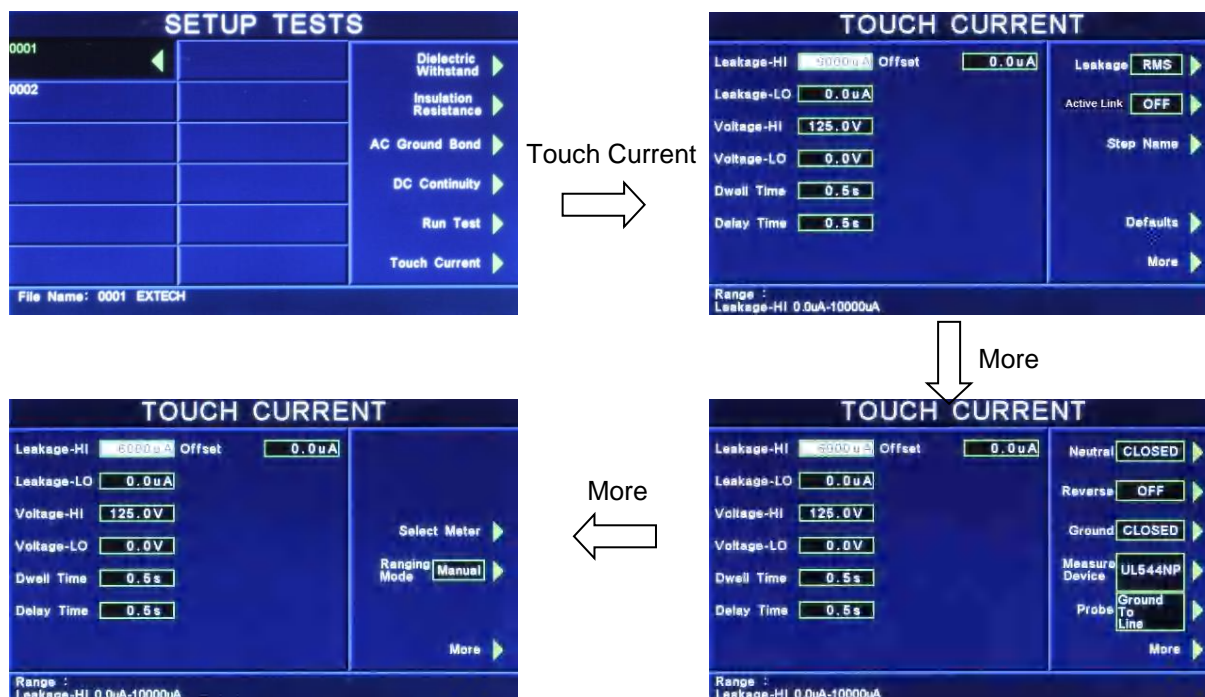 SETUP TESTS
0001
0002
Dielectric
Withstand
Insulation
Resistance
AC Ground Bond
DC Continuity
Run Test
Touch Current
File Name: 0001 EXTECH
Touch Current
TOUCH CURRENT
Leakage-HI 6000uA Offset 0.0uA
Leakage-LO 0.0uA
Voltage-HI 125.0V
Voltage-LO 0.0V
Dwell Time 0.5s
Delay Time 0.5s
Leakage RMS
Active Link OFF
Step Name
Defaults
More
Range :
Leakage-HI 0.0uA-10000uA
More
TOUCH CURRENT
Leakage-HI 6000uA Offset 0.0uA
Leakage-LO 0.0uA
Voltage-HI 125.0V
Voltage-LO 0.0V
Dwell Time 0.5s
Delay Time 0.5s
Neutral CLOSED
Reverse OFF
Ground CLOSED
Measure
Device UL544NP
Probe Ground
To
Line
More
Range :
Leakage-HI 0.0uA-10000uA
More
TOUCH CURRENT
Leakage-HI 6000uA Offset 0.0uA
Leakage-LO 0.0uA
Voltage-HI 125.0V
Voltage-LO 0.0V
Dwell Time 0.5s
Delay Time 0.5s
Select Meter
Ranging
Mode Manual
More
Range :
Leakage-HI 0.0uA-10000uA